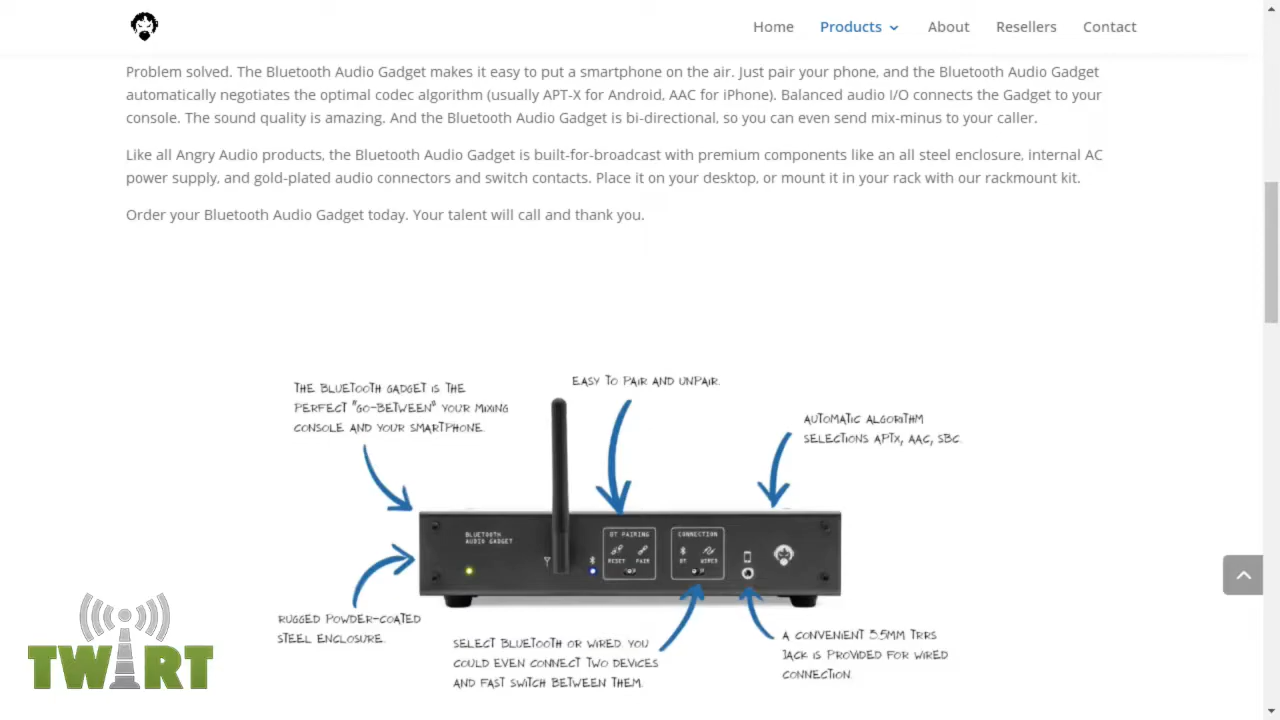 Home
Products
About
Resellers
Contact
Problem solved. The Bluetooth Audio Gadget makes it easy to put a smartphone on the air. Just pair your phone, and the Bluetooth Audio Gadget
automatically negotiates the optimal codec algorithm (usually APT-X for Android, AAC for iPhone). Balanced audio I/O connects the Gadget to your
console. The sound quality is amazing. And the Bluetooth Audio Gadget is bi-directional, so you can even send mix-minus to your caller.
Like all Angry Audio products, the Bluetooth Audio Gadget is built-for-broadcast with premium components like an all steel enclosure, internal AC
power supply, and gold-plated audio connectors and switch contacts. Place it on your desktop, or mount it in your rack with our rackmount kit.
Order your Bluetooth Audio Gadget today. Your talent will call and thank you.
THE BLUETOOTH GADGET IS THE
PERFECT "GO-BETWEEN" YOUR MIXING
CONSOLE AND YOUR SMARTPHONE.
EASY TO PAIR AND UNPAIR.
AUTOMATIC ALGORITHM
SELECTIONS APTX, AAC, SBC.
BLUETOOTH
AUDIO GADGET
BT PAIRING
RESET PAIR
CONNECTION
BT WIRED
RUGGED POWDER-COATED
STEEL ENCLOSURE.
SELECT BLUETOOTH OR WIRED. YOU
COULD EVEN CONNECT TWO DEVICES
AND FAST SWITCH BETWEEN THEM.
A CONVENIENT 3.5MM TRRS
JACK IS PROVIDED FOR WIRED
CONNECTION
TWIRT